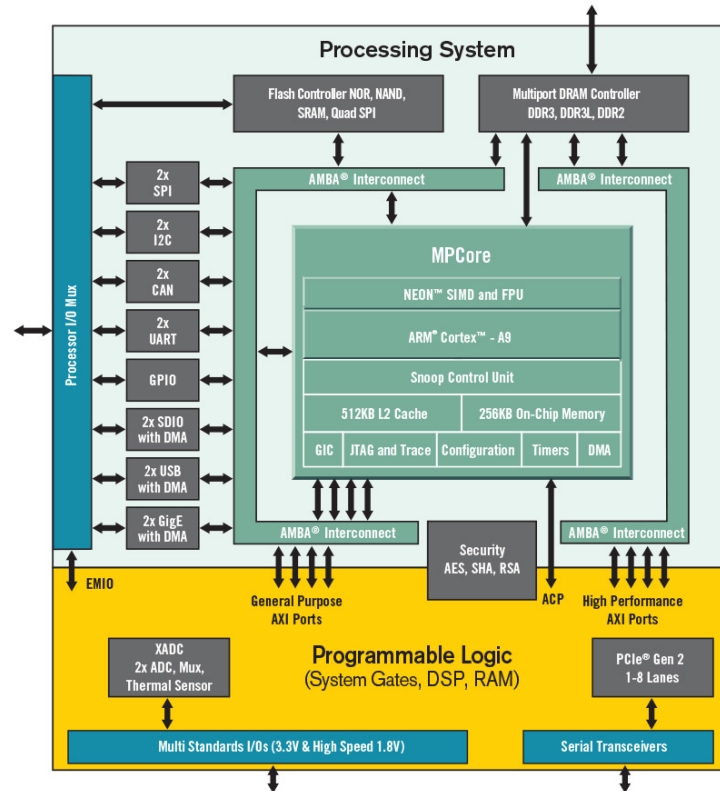 Processing System
Flash Controller NOR, NAND,
SRAM, Quad SPI
Multiport DRAM Controller
DDR3, DDR3L, DDR2
AMBA® Interconnect
AMBA® Interconnect
Processor I/O Mux
2x
SPI
2x
I2C
2x
CAN
2x
UART
GPIO
2x SDIO
with DMA
2x USB
with DMA
2x GigE
with DMA
MPCore
NEON™ SIMD and FPU
ARM® Cortex™ - A9
Snoop Control Unit
512KB L2 Cache
256KB On-Chip Memory
GIC
JTAG and Trace
Configuration
Timers
DMA
AMBA® Interconnect
AMBA® Interconnect
Security
AES, SHA, RSA
EMIO
General Purpose
AXI Ports
ACP
High Performance
AXI Ports
XADC
2x ADC, Mux,
Thermal Sensor
Programmable Logic
(System Gates, DSP, RAM)
PCIe® Gen 2
1-8 Lanes
Multi Standards I/Os (3.3V & High Speed 1.8V)
Serial Transceivers